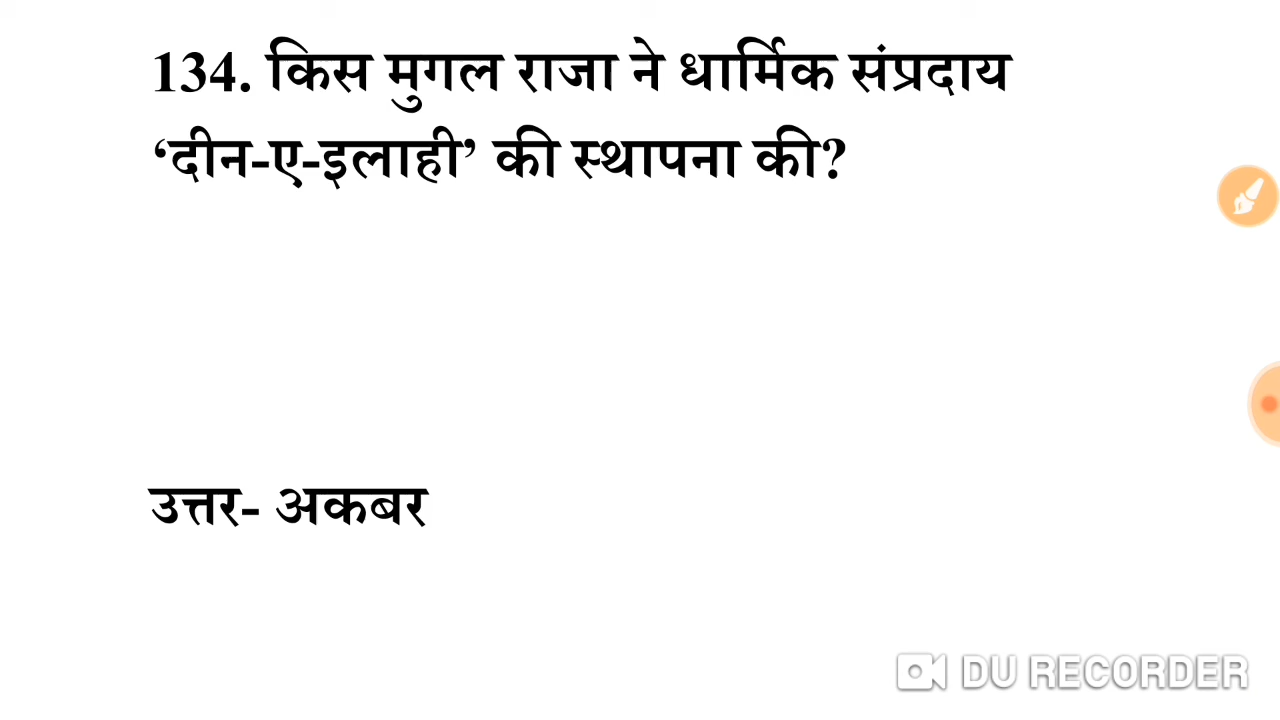 134. किस मुगल राजा ने धार्मिक संप्रदाय
‘दीन-ए-इलाही’ की स्थापना की?
उत्तर- अकबर
DU RECORDER